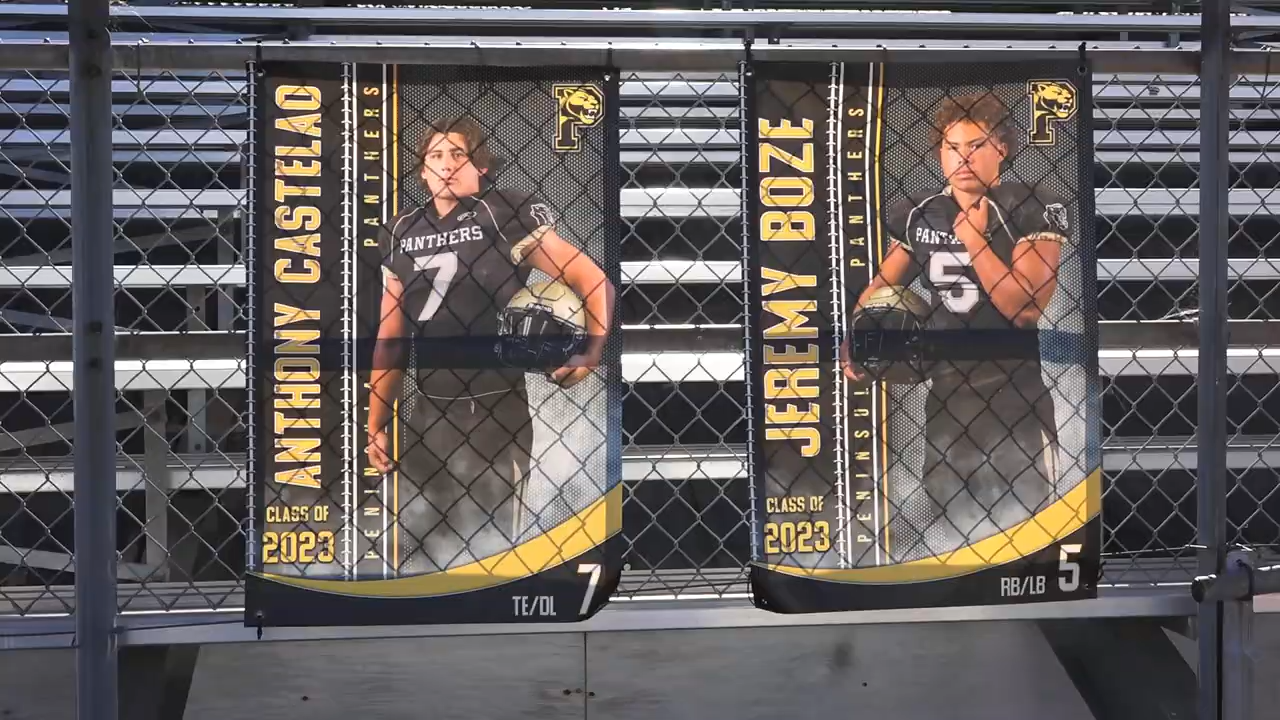 ANTHONY CASTELAO
PENINSULA PANTHERS
P
PANTHERS
7
CLASS OF
2023
TE/DL 7
JEREMY BOZE
PENINSULA PANTHERS
P
PANTHERS
5
CLASS OF
2023
RB/LB 5